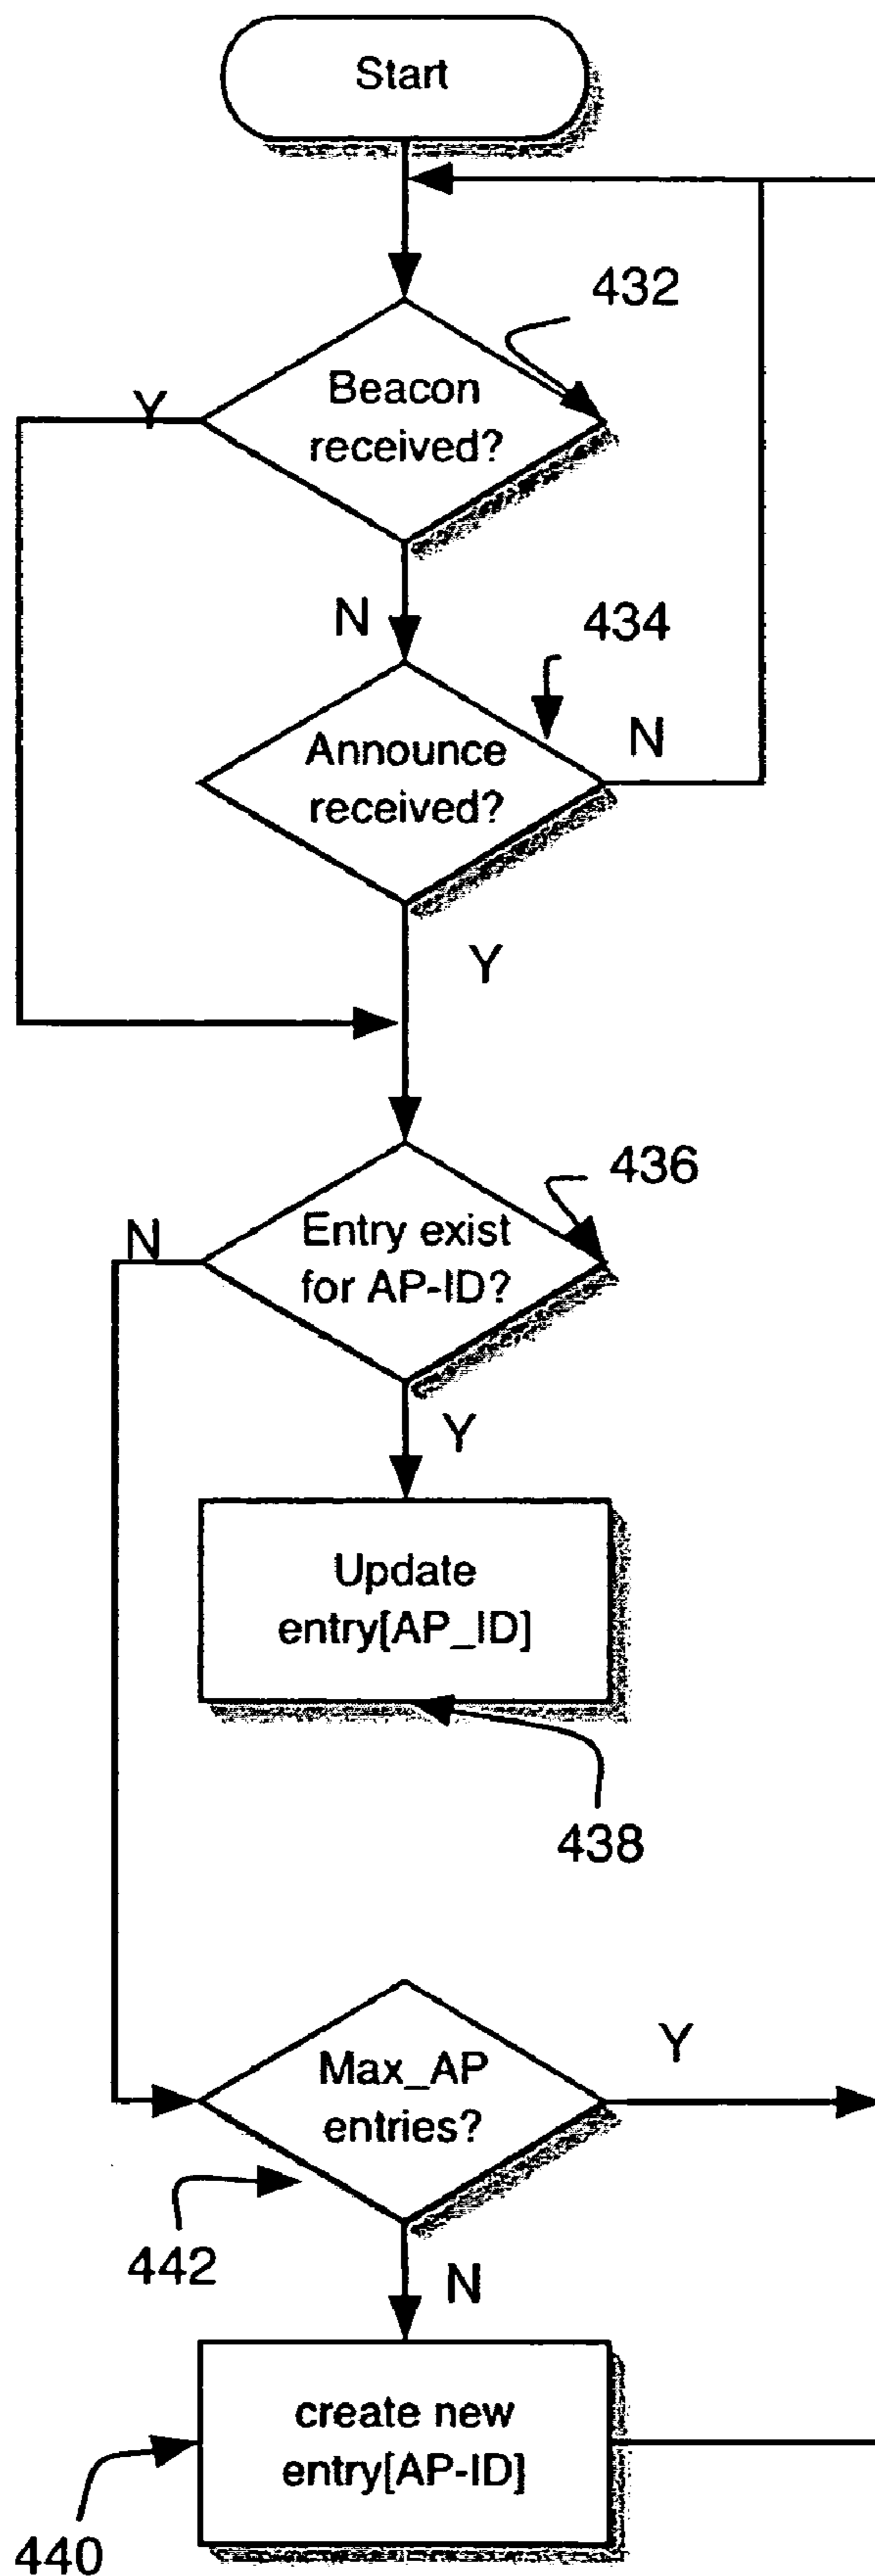 Start
432
Beacon
received?
Y
N
434
Announce
received?
N
Y
436
Entry exist
for AP-ID?
N
Y
Update
entry[AP_ID]
438
Max_AP
entries?
Y
442
N
create new
entry[AP-ID]
440